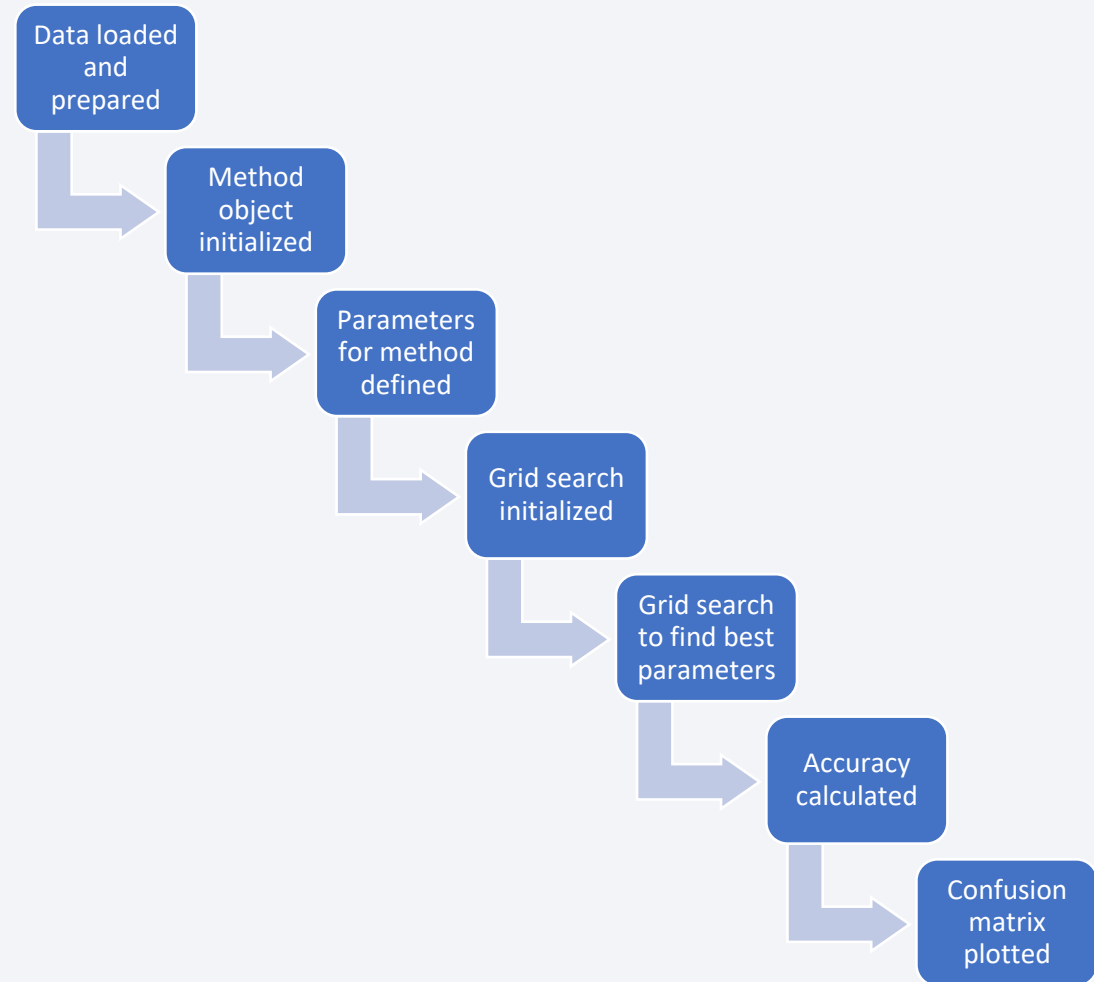 Data loaded
and
prepared
Method
object
initialized
Parameters
for method
defined
Grid search
initialized
Grid search
to find best
parameters
Accuracy
calculated
Confusion
matrix
plotted